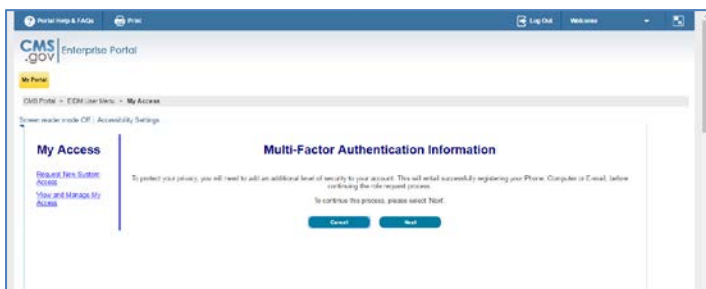 Portal Help & FAQs Print Log Out Welcome
CMS.gov Enterprise Portal
My Portal
CMS Portal > EIDM User Menu > My Access
Screen reader mode Off | Accessibility Settings
My Access
Request New System
Access
View and Manage My
Access
Multi-Factor Authentication Information
To protect your privacy, you will need to add an additional level of security to your account. This will entail successfully registering your Phone, Computer or E-mail, before
continuing the role request process.
To continue this process, please select 'Next'.
Cancel Next